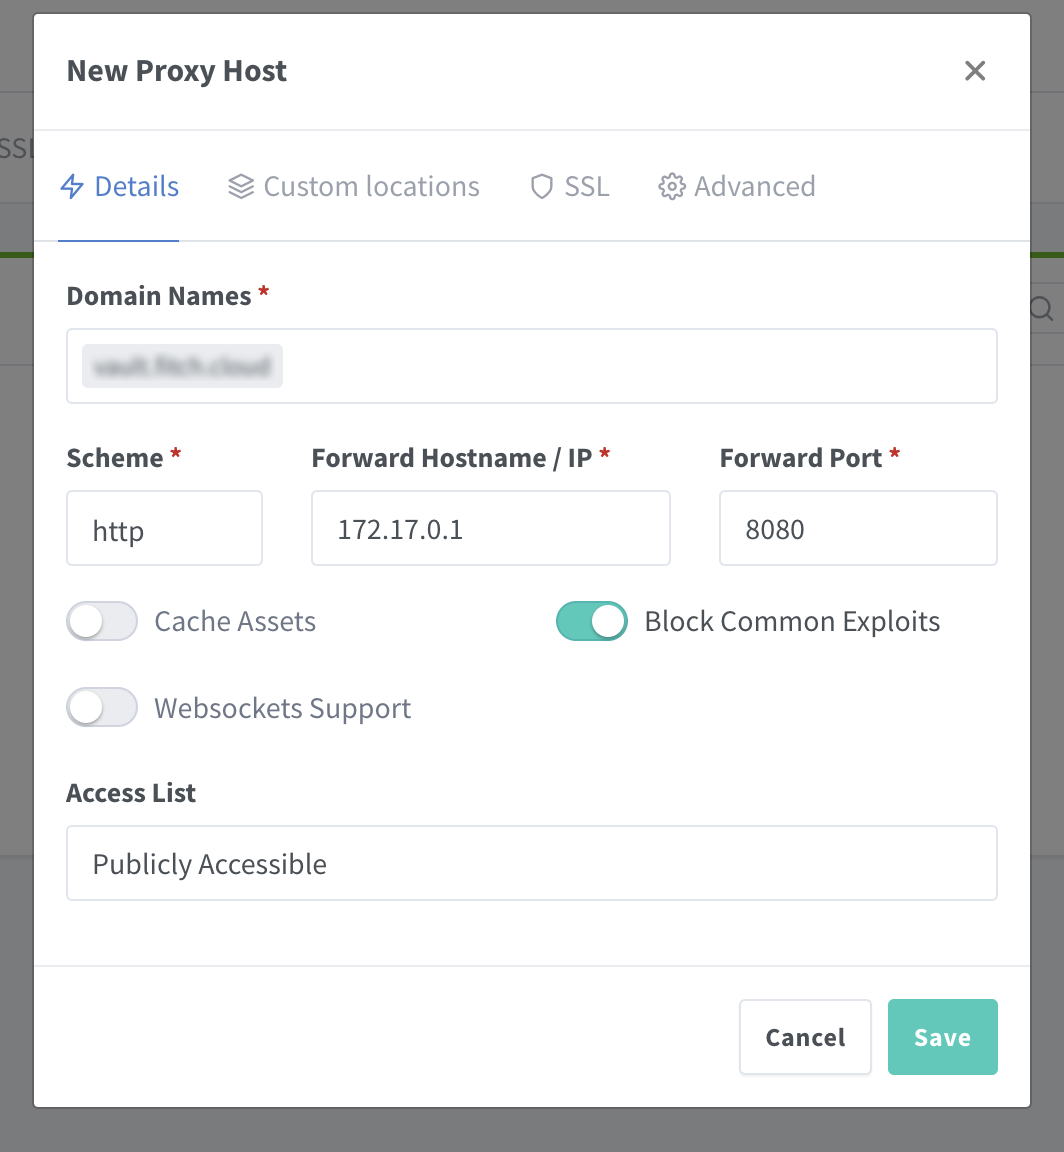 New Proxy Host
SSL
Details Custom locations SSL Advanced
Domain Names *
Scheme * Forward Hostname / IP * Forward Port *
http 172.17.0.1 8080
Cache Assets Block Common Exploits
Websockets Support
Access List
Publicly Accessible
Cancel Save